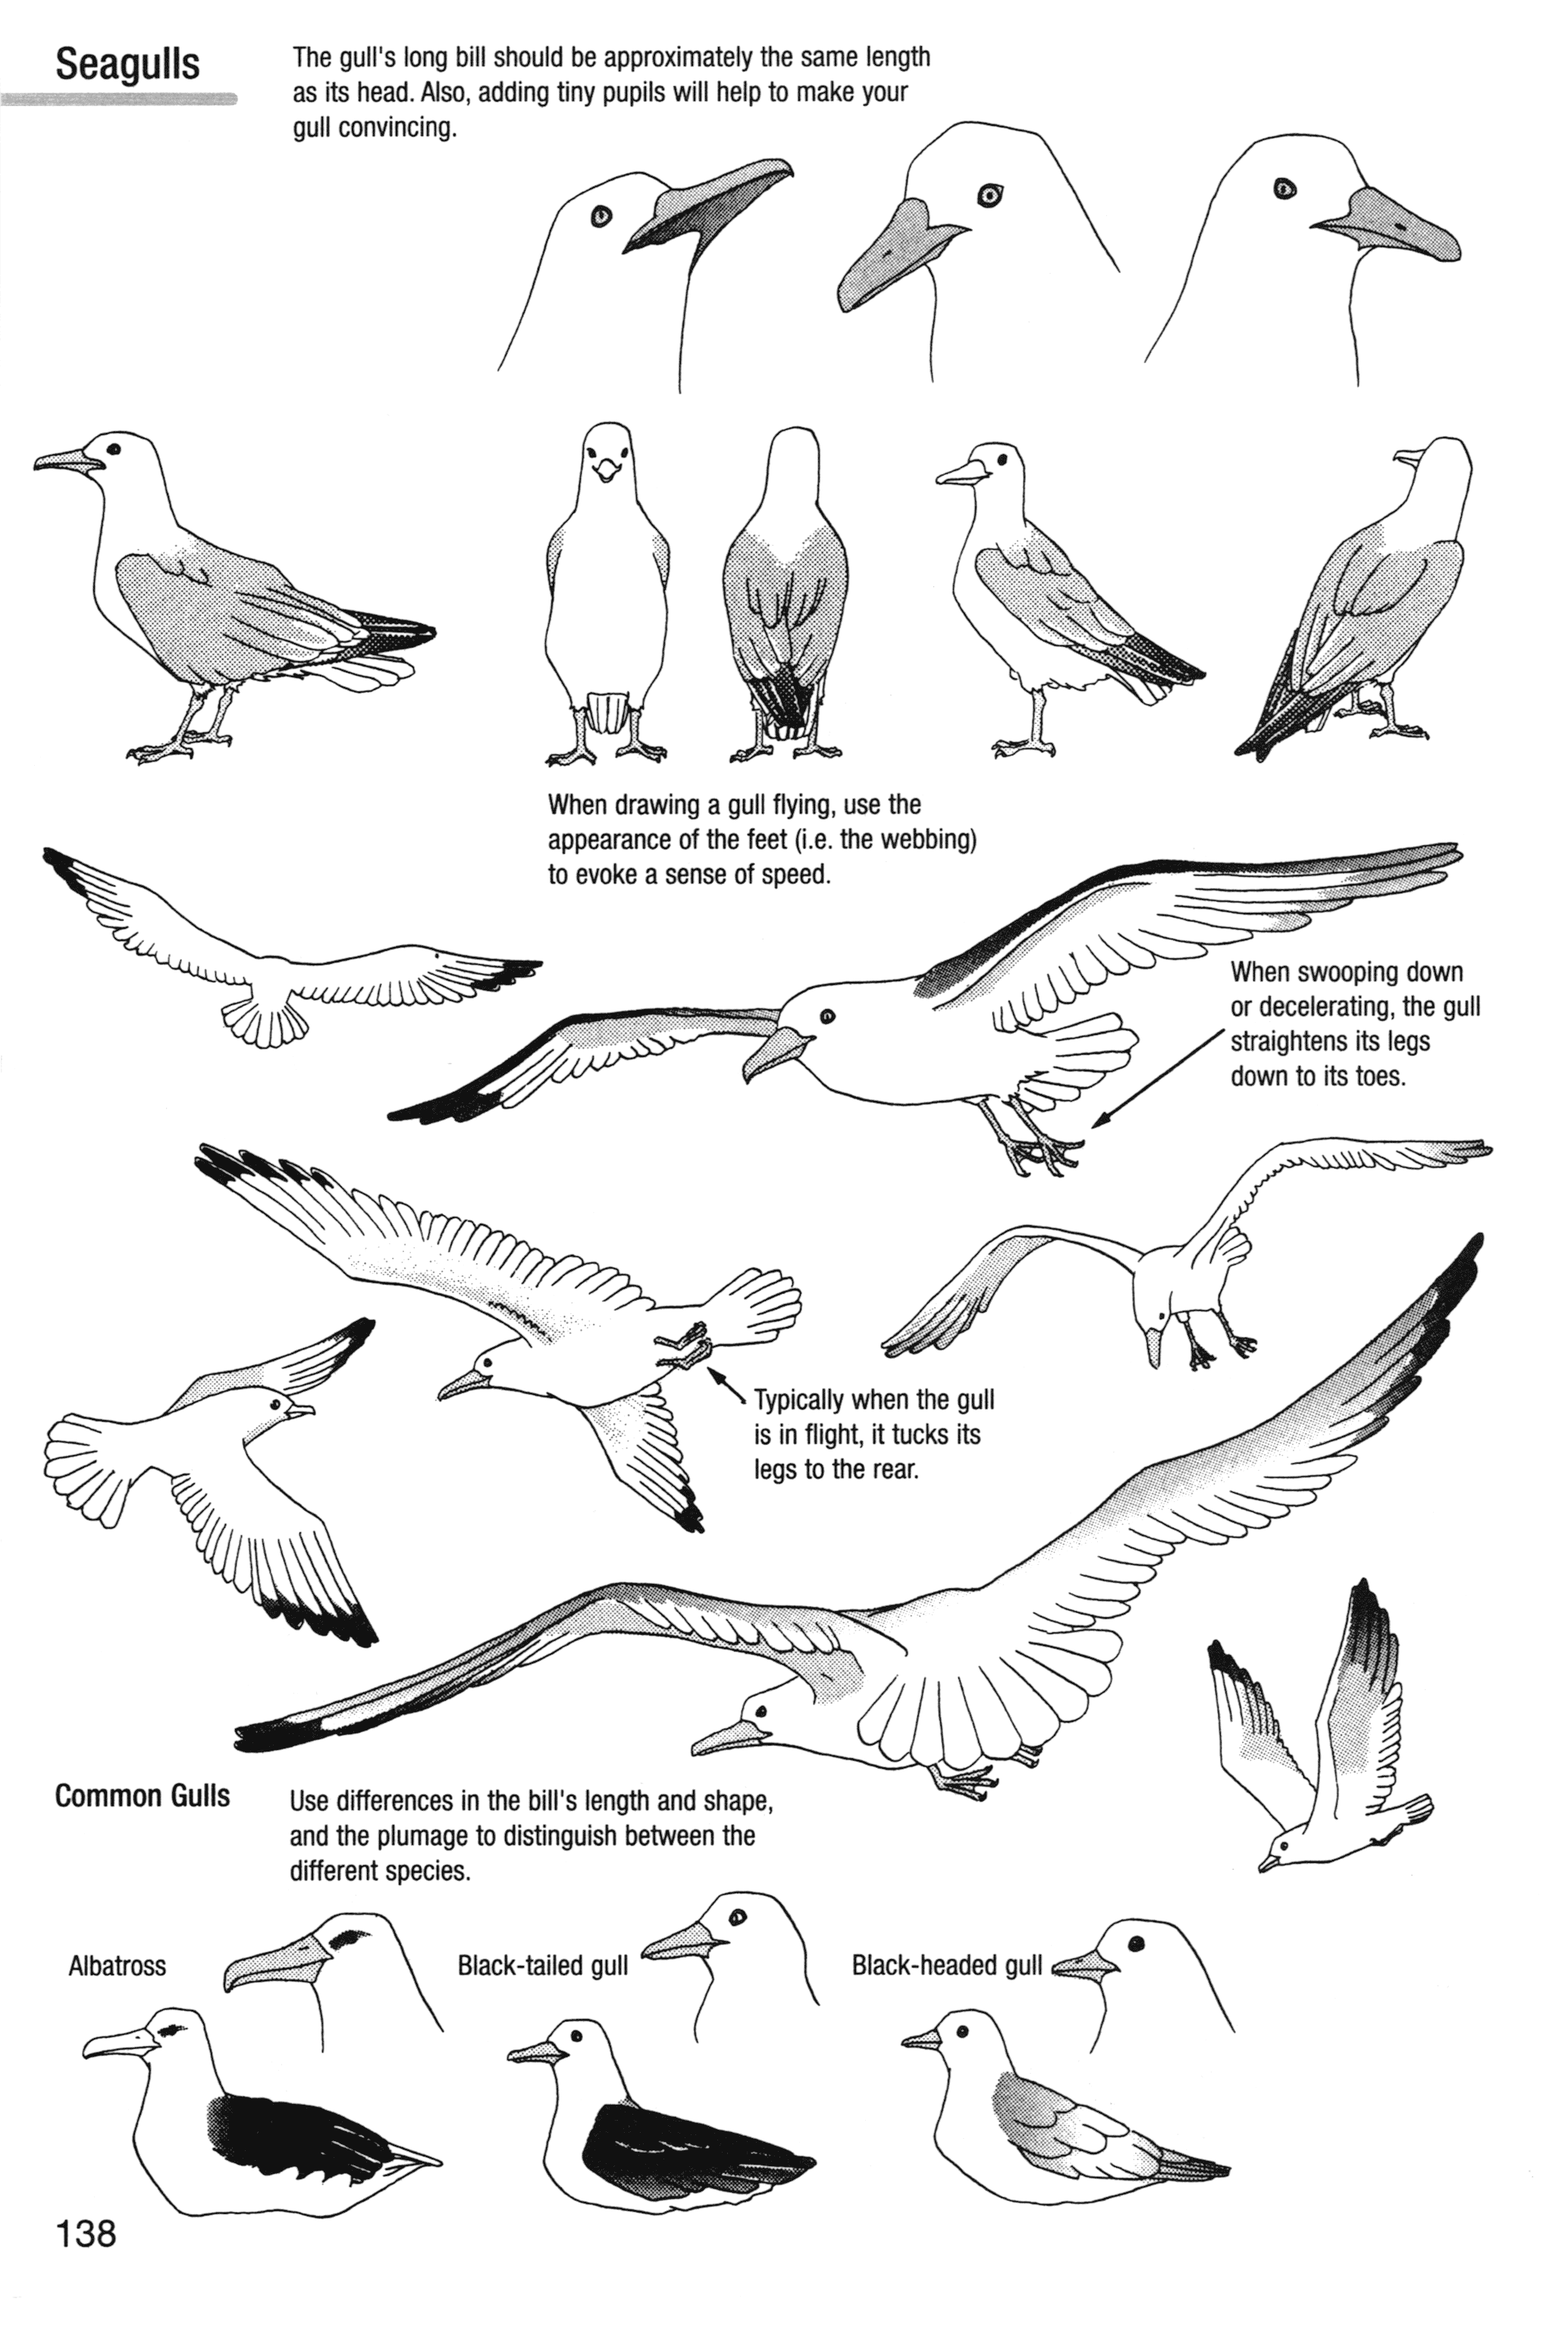 Seagulls
The gull's long bill should be approximately the same length
as its head. Also, adding tiny pupils will help to make your
gull convincing.
When drawing a gull flying, use the
appearance of the feet (i.e. the webbing)
to evoke a sense of speed.
When swooping down
or decelerating, the gull
straightens its legs
down to its toes.
Typically when the gull
is in flight, it tucks its
legs to the rear.
Common Gulls
Use differences in the bill's length and shape,
and the plumage to distinguish between the
different species.
Albatross
Black-tailed gull
Black-headed gull
138